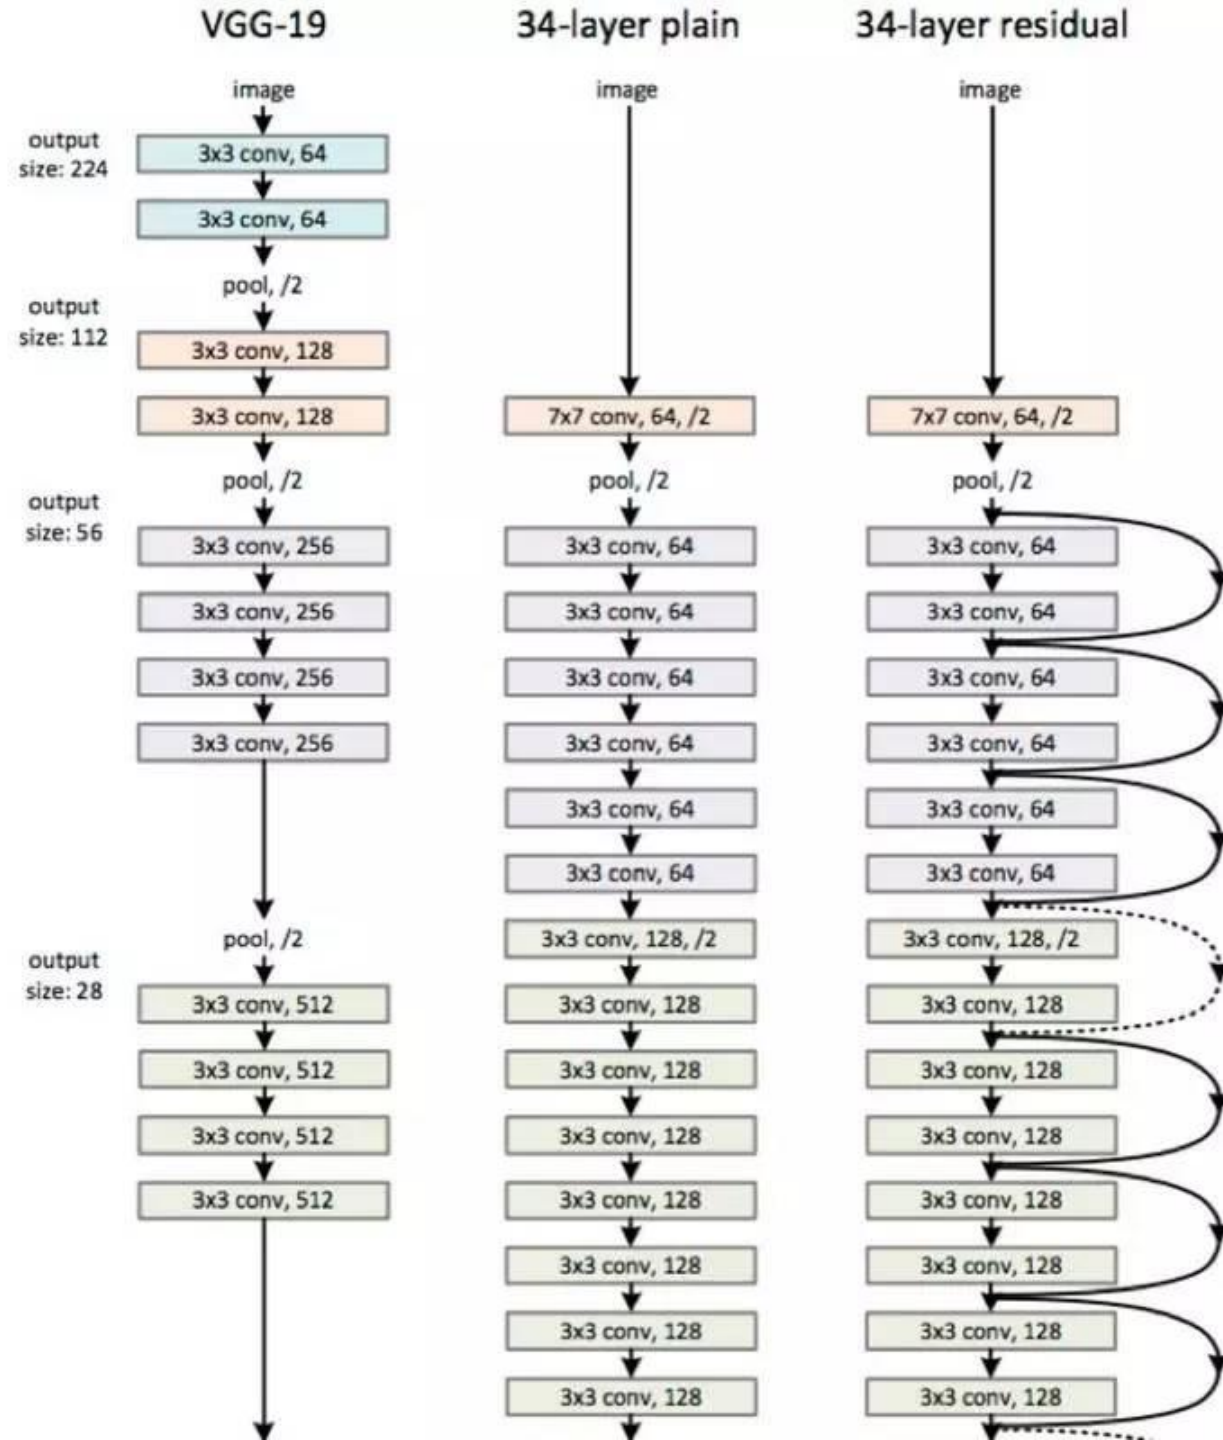 VGG-19
34-layer plain
34-layer residual
image
image
image
output
size: 224
3x3 conv, 64
3x3 conv, 64
pool, /2
output
size: 112
3x3 conv, 128
3x3 conv, 128
7x7 conv, 64, /2
7x7 conv, 64, /2
pool, /2
pool, /2
pool, /2
output
size: 56
3x3 conv, 256
3x3 conv, 64
3x3 conv, 64
3x3 conv, 256
3x3 conv, 64
3x3 conv, 64
3x3 conv, 256
3x3 conv, 64
3x3 conv, 64
3x3 conv, 256
3x3 conv, 64
3x3 conv, 64
3x3 conv, 64
3x3 conv, 64
3x3 conv, 64
3x3 conv, 64
pool, /2
3x3 conv, 128, /2
3x3 conv, 128, /2
output
size: 28
3x3 conv, 512
3x3 conv, 128
3x3 conv, 128
3x3 conv, 512
3x3 conv, 128
3x3 conv, 128
3x3 conv, 512
3x3 conv, 128
3x3 conv, 128
3x3 conv, 512
3x3 conv, 128
3x3 conv, 128
3x3 conv, 128
3x3 conv, 128
3x3 conv, 128
3x3 conv, 128
3x3 conv, 128
3x3 conv, 128